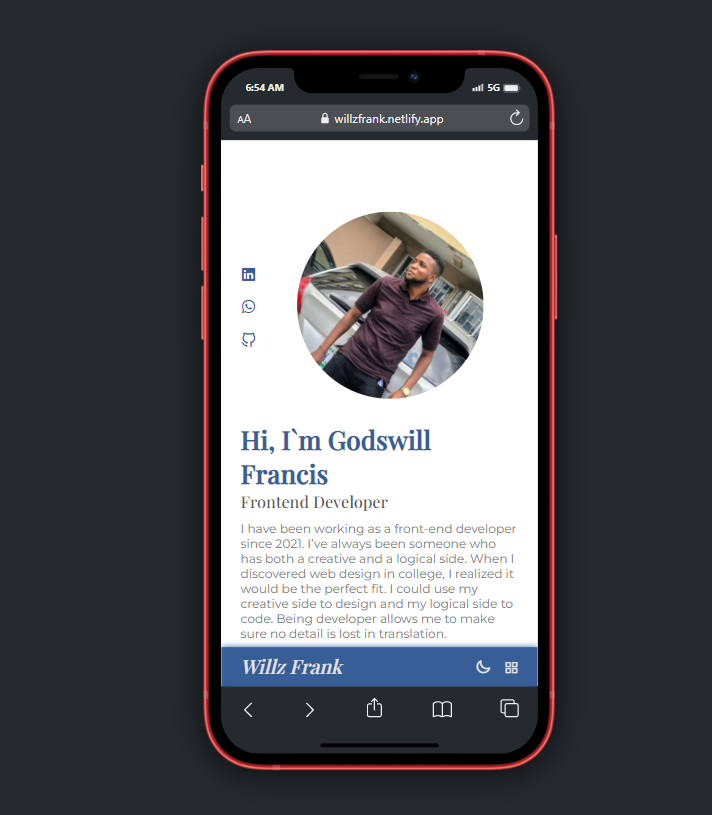 6:54 AM
5G
AA
willzfrank.netlify.app
in
Hi, I`m Godswill
Francis
Frontend Developer
I have been working as a front-end developer
since 2021. I've always been someone who
has both a creative and a logical side. When I
discovered web design in college, I realized it
would be the perfect fit. I could use my
creative side to design and my logical side to
code. Being developer allows me to make
sure no detail is lost in translation.
Willz Frank